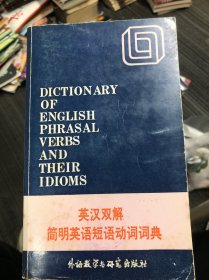 DICTIONARY
OF
ENGLISH
PHRASAL
VERBS
AND
THEIR
IDIOMS
英汉双解
简明英语短语动词词典
外语教学与研究出版社